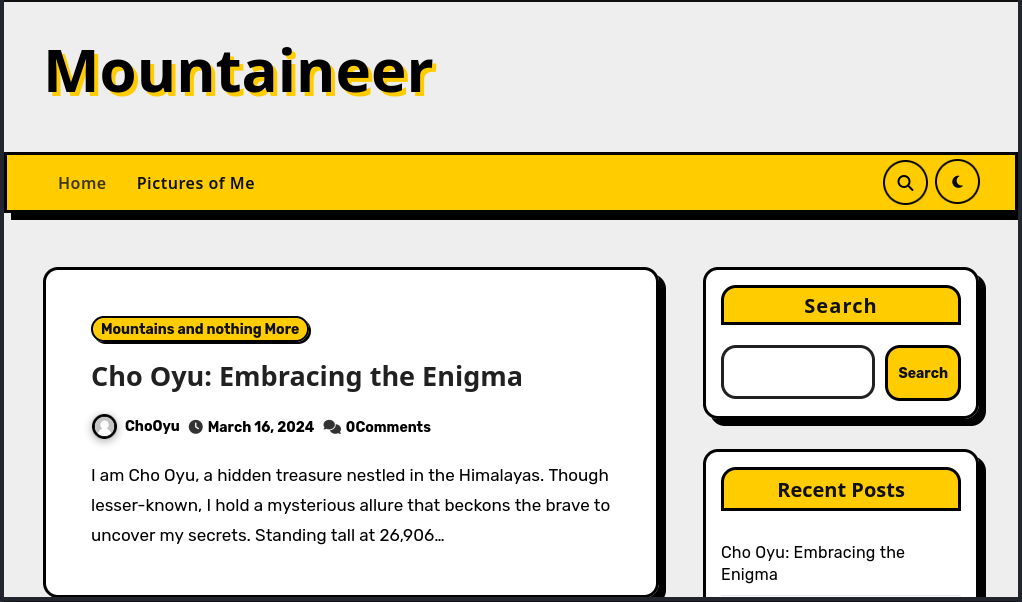 Mountaineer
Home Pictures of Me
Mountains and nothing More
Cho Oyu: Embracing the Enigma
ChoOyu March 16, 2024 0Comments
I am Cho Oyu, a hidden treasure nestled in the Himalayas. Though
lesser-known, I hold a mysterious allure that beckons the brave to
uncover my secrets. Standing tall at 26,906…
Search
Search
Recent Posts
Cho Oyu: Embracing the
Enigma